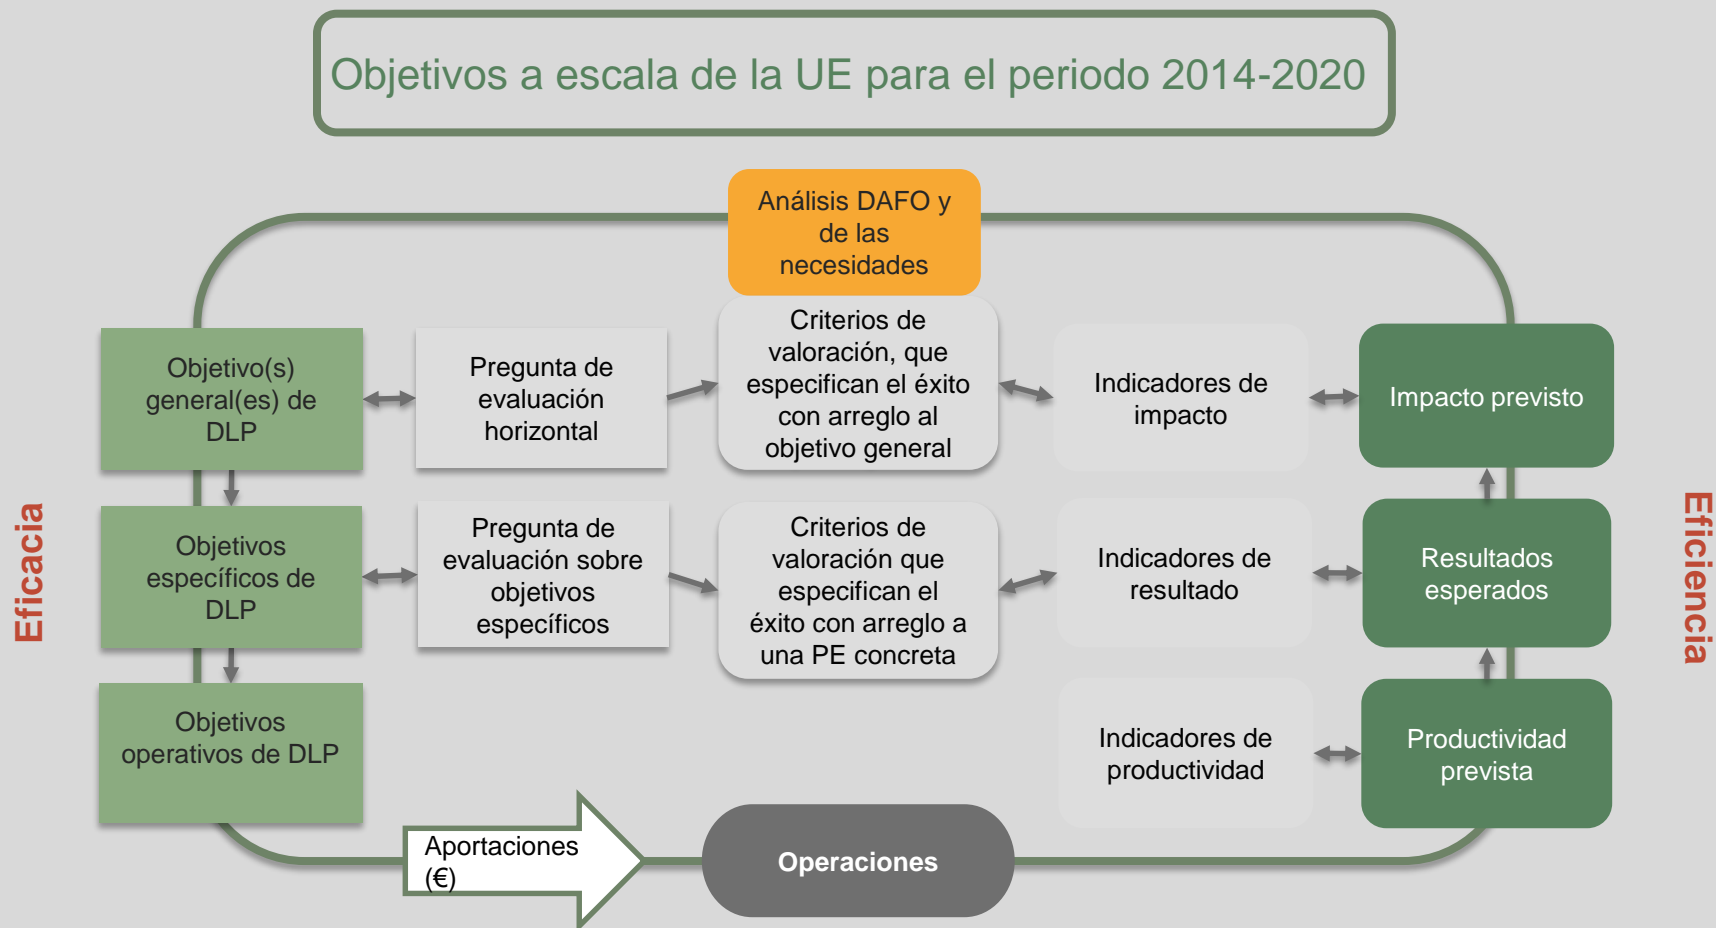 Objetivos a escala de la UE para el periodo 2014-2020
Análisis DAFO y
de las
necesidades
Objetivo(s)
general(es) de
DLP
Pregunta de
evaluación
horizontal
Criterios de
valoración, que
especifican el éxito
con arreglo al
objetivo general
Indicadores de
impacto
Impacto previsto
Eficacia
Objetivos
específicos de
DLP
Pregunta de
evaluación sobre
objetivos
específicos
Criterios de
valoración que
especifican el
éxito con arreglo a
una PE concreta
Indicadores de
resultado
Resultados
esperados
Eficiencia
Objetivos
operativos de DLP
Indicadores de
productividad
Productividad
prevista
Aportaciones
(€)
Operaciones